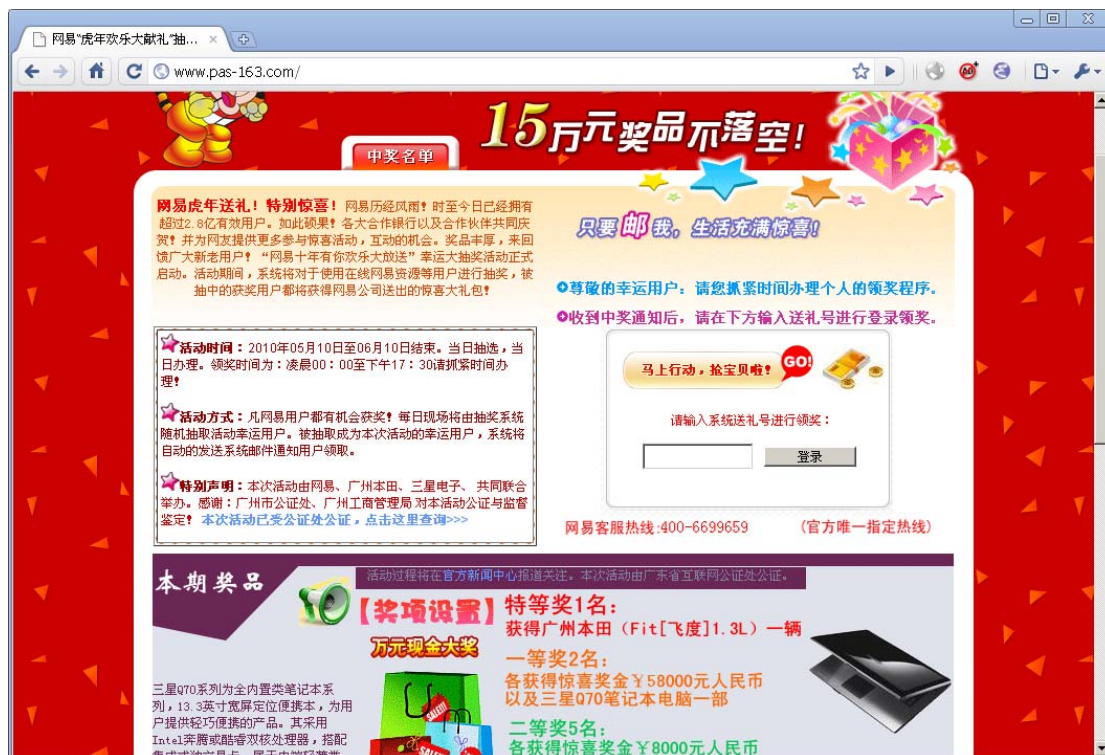 网易“虎年欢乐大献礼”抽...
www.pas-163.com/
15万元奖品不落空!
中奖名单
网易虎年送礼！特别惊喜！网易历经风雨！时至今日已经拥有
超过2.8亿有效用户。如此硕果！各大合作银行以及合作伙伴共同庆
贺！并为网友提供更多参与惊喜活动，互动的机会。奖品丰厚，来回
馈广大新老用户！“网易十年有你欢乐大放送”幸运大抽奖活动正式
启动。活动期间，系统将对于使用在线网易资源等用户进行抽奖，被
抽中的获奖用户都将获得网易公司送出的惊喜大礼包！
只要邮我，生活充满惊喜！
尊敬的幸运用户：请您抓紧时间办理个人的领奖程序。
收到中奖通知后，请在下方输入送礼号进行登录领奖。
活动时间：2010年05月10日至06月10日结束。当日抽选，当
日办理。领奖时间为：凌晨00：00至下午17：30请抓紧时间办
理！
活动方式：凡网易用户都有机会获奖！每日现场将由抽奖系统
随机抽取活动幸运用户。被抽取成为本次活动的幸运用户，系统将
自动的发送系统邮件通知用户领取。
特别声明：本次活动由网易、广州本田、三星电子、 共同联合
举办。感谢：广州市公证处、广州工商管理局 对本活动公证与监督
鉴定！ 本次活动已受公证处公证，点击这里查询>>>
马上行动，抢宝贝啦！
GO!
请输入系统送礼号进行领奖：
登录
网易客服热线:400-6699659 (官方唯一指定热线)
活动过程将在官方新闻中心报道关注。本次活动由广东省互联网公证处公证。
本期奖品
【奖项设置】
万元现金大奖
特等奖1名：
获得广州本田（Fit[飞度]1.3L）一辆
一等奖2名：
各获得惊喜奖金￥58000元人民币
以及三星Q70笔记本电脑一部
二等奖5名：
各获得惊喜奖金￥8000元人民币
三星Q70系列为全内置类笔记本系
列，13.3英寸宽屏定位便携本，为用
户提供轻巧便携的产品。其采用
Intel奔腾或酷睿双核处理器，搭配
SALE!!!